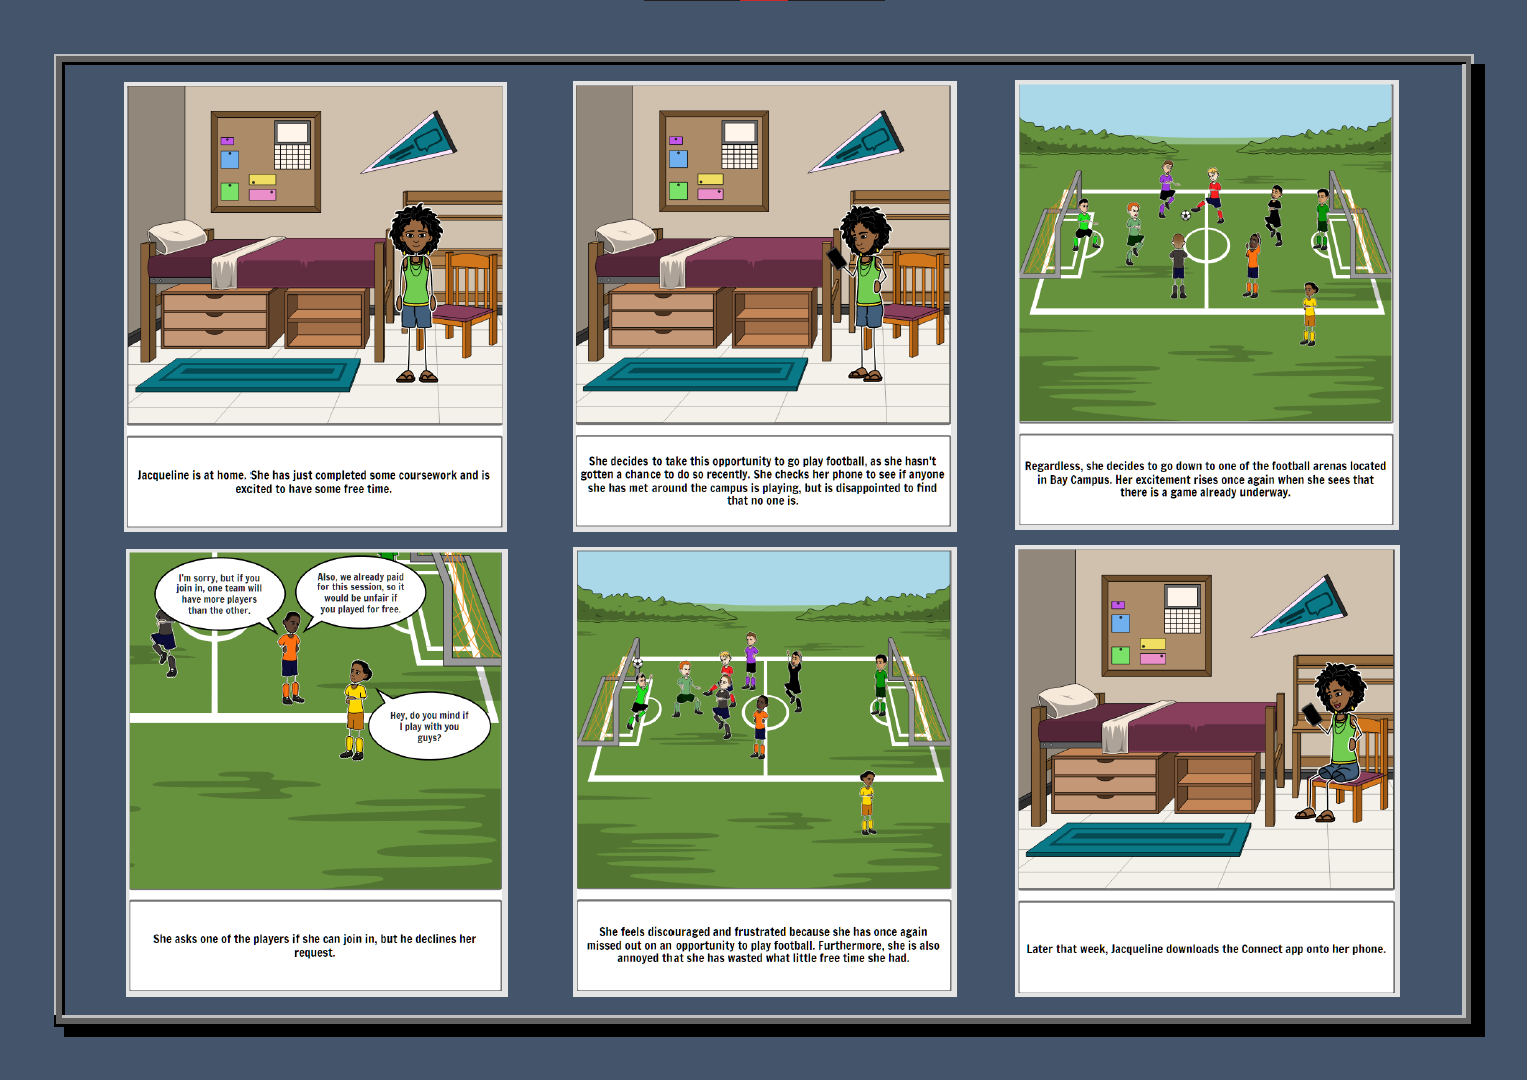 Jacqueline is at home. She has just completed some coursework and is
excited to have some free time.
She decides to take this opportunity to go play football, as she hasn't
gotten a chance to do so recently. She checks her phone to see if anyone
she has met around the campus is playing, but is disappointed to find
that no one is.
Regardless, she decides to go down to one of the football arenas located
in Bay Campus. Her excitement rises once again when she sees that
there is a game already underway.
I'm sorry, but if you
join in, one team will
have more players
than the other.
Also, we already paid
for this session, so it
would be unfair if
you played for free.
Hey, do you mind if
I play with you
guys?
She asks one of the players if she can join in, but he declines her
request.
She feels discouraged and frustrated because she has once again
missed out on an opportunity to play football. Furthermore, she is also
annoyed that she has wasted what little free time she had.
Later that week, Jacqueline downloads the Connect app onto her phone.